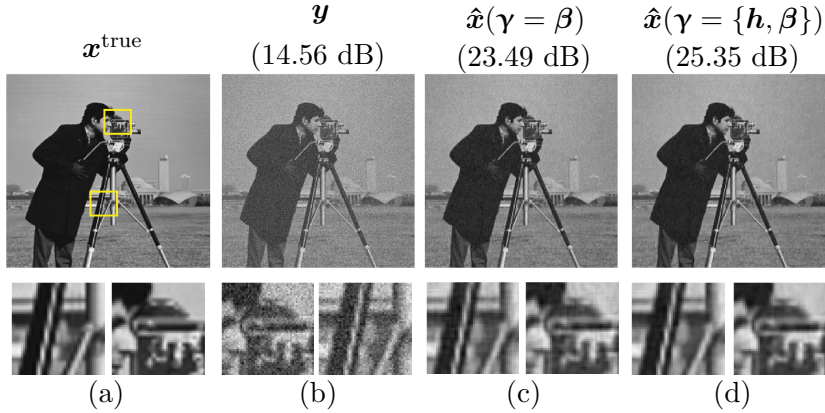 x^true
y
(14.56 dB)
x̂(γ = β)
(23.49 dB)
x̂(γ = {h, β})
(25.35 dB)
(a)
(b)
(c)
(d)